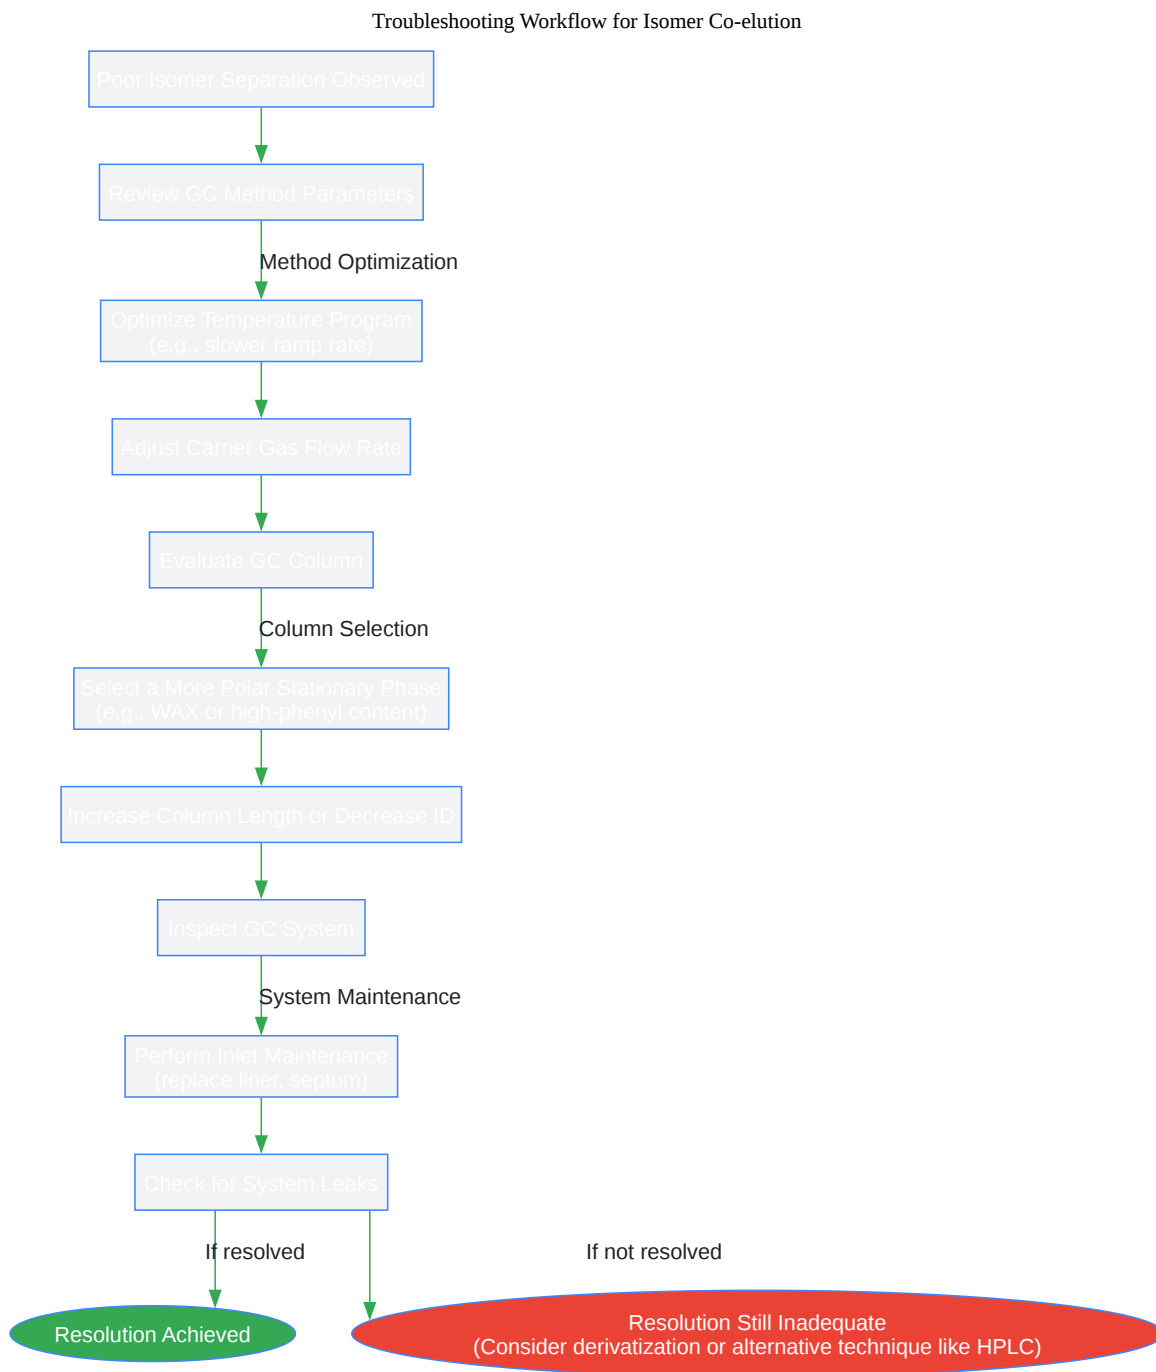 Troubleshooting Workflow for Isomer Co-elution
Poor Isomer Separation Observed
Review GC Method Parameters
Method Optimization
Optimize Temperature Program
(e.g., slower ramp rate)
Adjust Carrier Gas Flow Rate
Evaluate GC Column
Column Selection
Select a More Polar Stationary Phase
(e.g., WAX or high-phenyl content)
Increase Column Length or Decrease ID
Inspect GC System
System Maintenance
Perform Inlet Maintenance
(replace liner, septum)
Check for System Leaks
If resolved
If not resolved
Resolution Achieved
Resolution Still Inadequate
(Consider derivatization or alternative technique like HPLC)